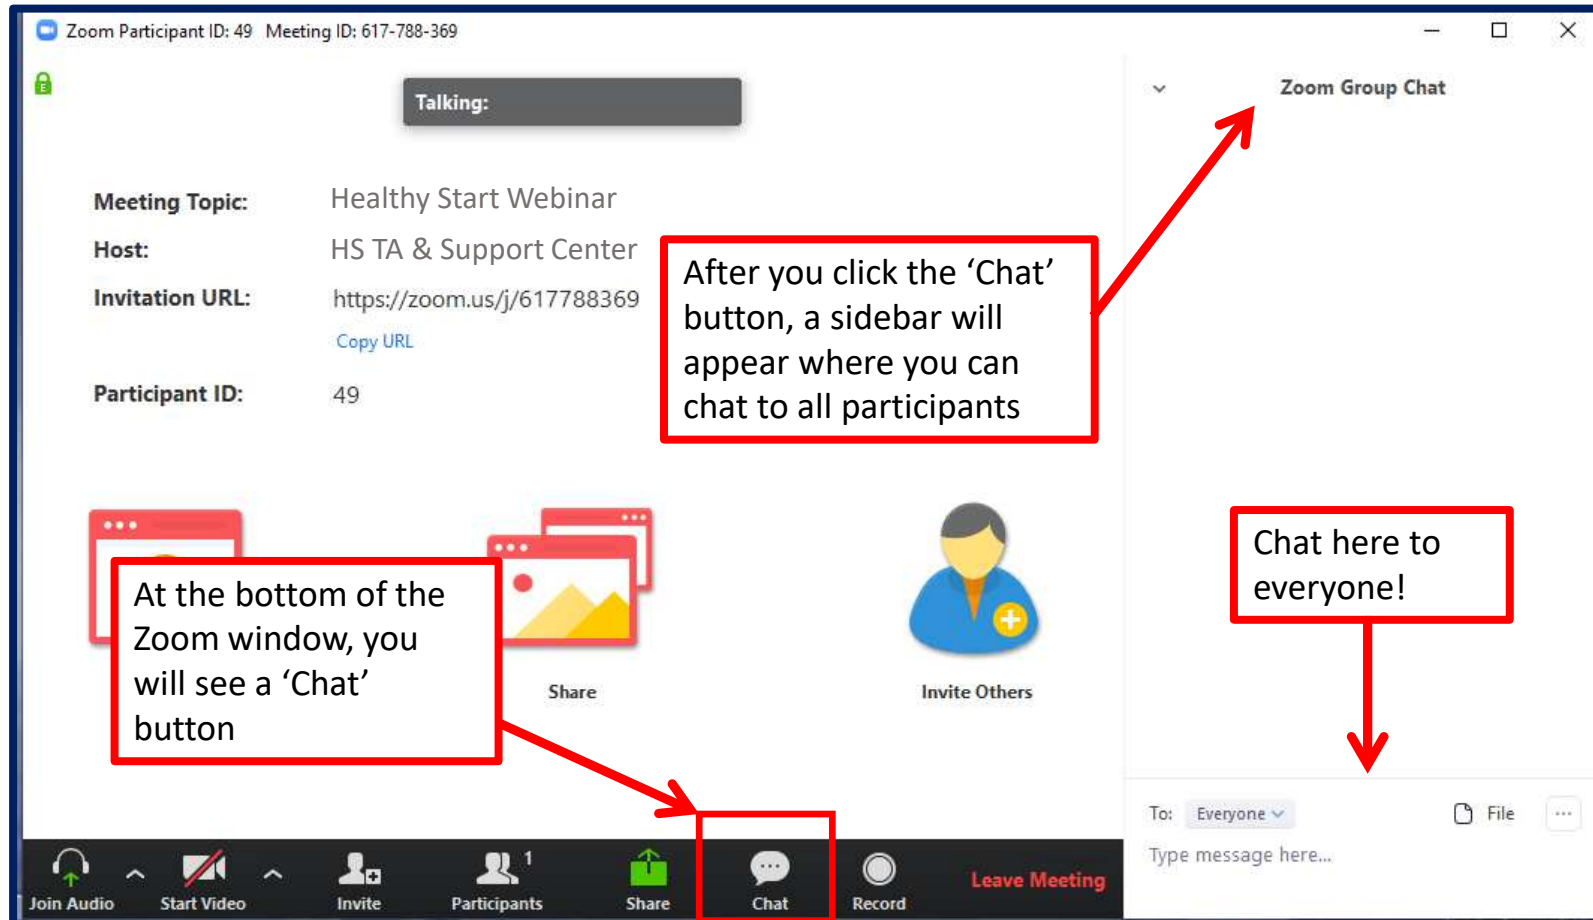 Zoom Participant ID: 49 Meeting ID: 617-788-369
Talking:
Zoom Group Chat
Meeting Topic: Healthy Start Webinar
Host: HS TA & Support Center
Invitation URL: https://zoom.us/j/617788369
Copy URL
Participant ID: 49
After you click the ‘Chat’
button, a sidebar will
appear where you can
chat to all participants
At the bottom of the
Zoom window, you
will see a ‘Chat’
button
Share
Invite Others
Chat here to
everyone!
To: Everyone File
Type message here...
1
Join Audio Start Video Invite Participants Share Chat Record Leave Meeting